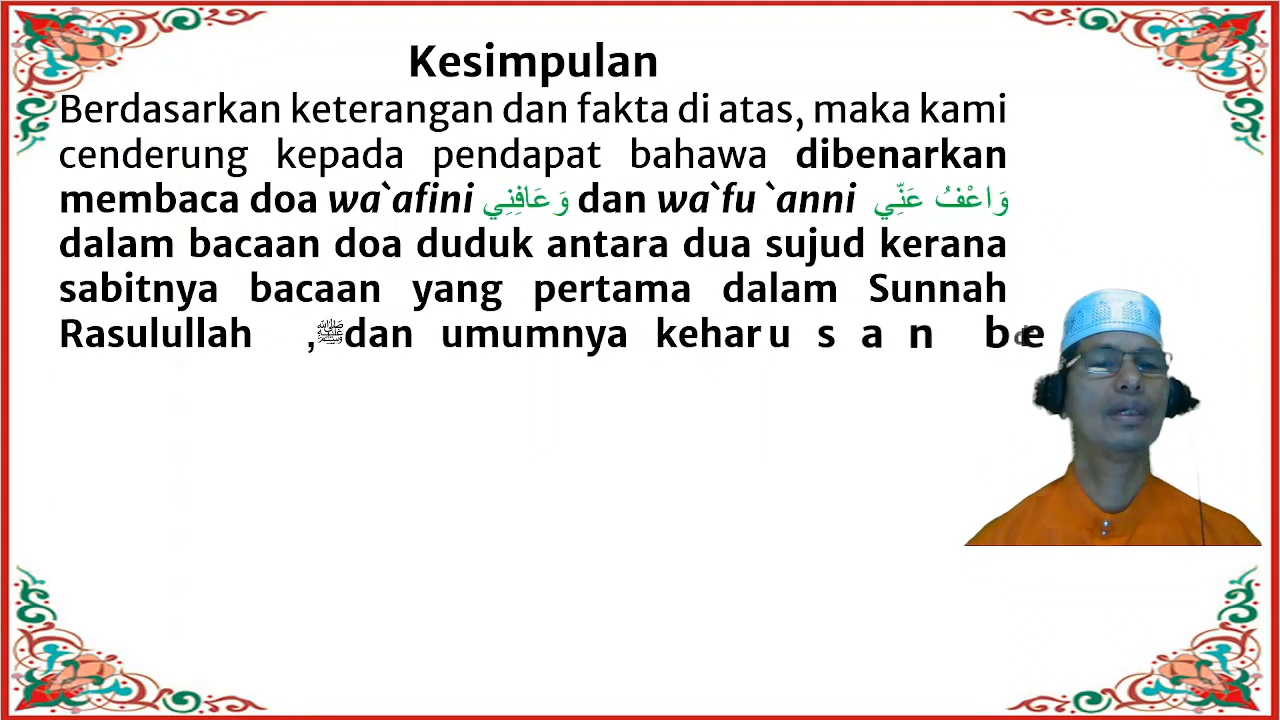 Kesimpulan
Berdasarkan keterangan dan fakta di atas, maka kami
cenderung kepada pendapat bahawa dibenarkan
membaca doa wa`afini وَعَافِنِي dan wa`fu `anni وَاعْفُ عَنِّي
dalam bacaan doa duduk antara dua sujud kerana
sabitnya bacaan yang pertama dalam Sunnah
Rasulullah ,ﷺdan umumnya keharusan be